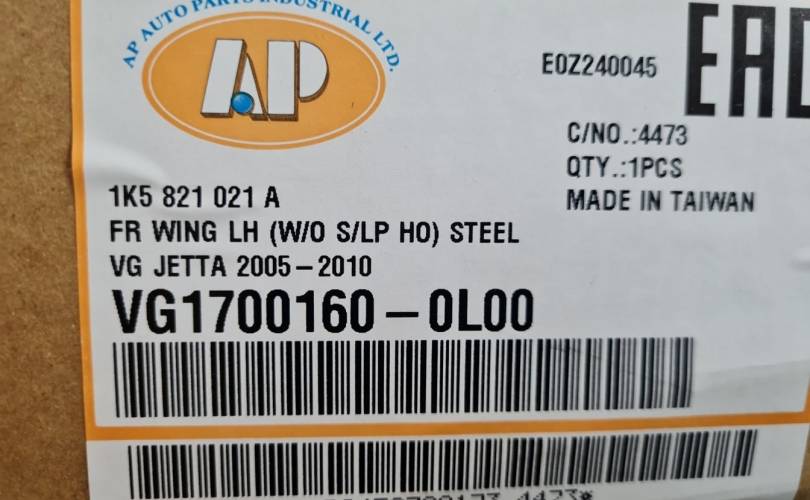 AP AUTO PARTS INDUSTRIAL LTD.
AP
E0Z240045
EAC
C/NO.:4473
QTY.:1PCS
MADE IN TAIWAN
1K5 821 021 A
FR WING LH (W/O S/LP HO) STEEL
VG JETTA 2005-2010
VG1700160-0L00
4473*